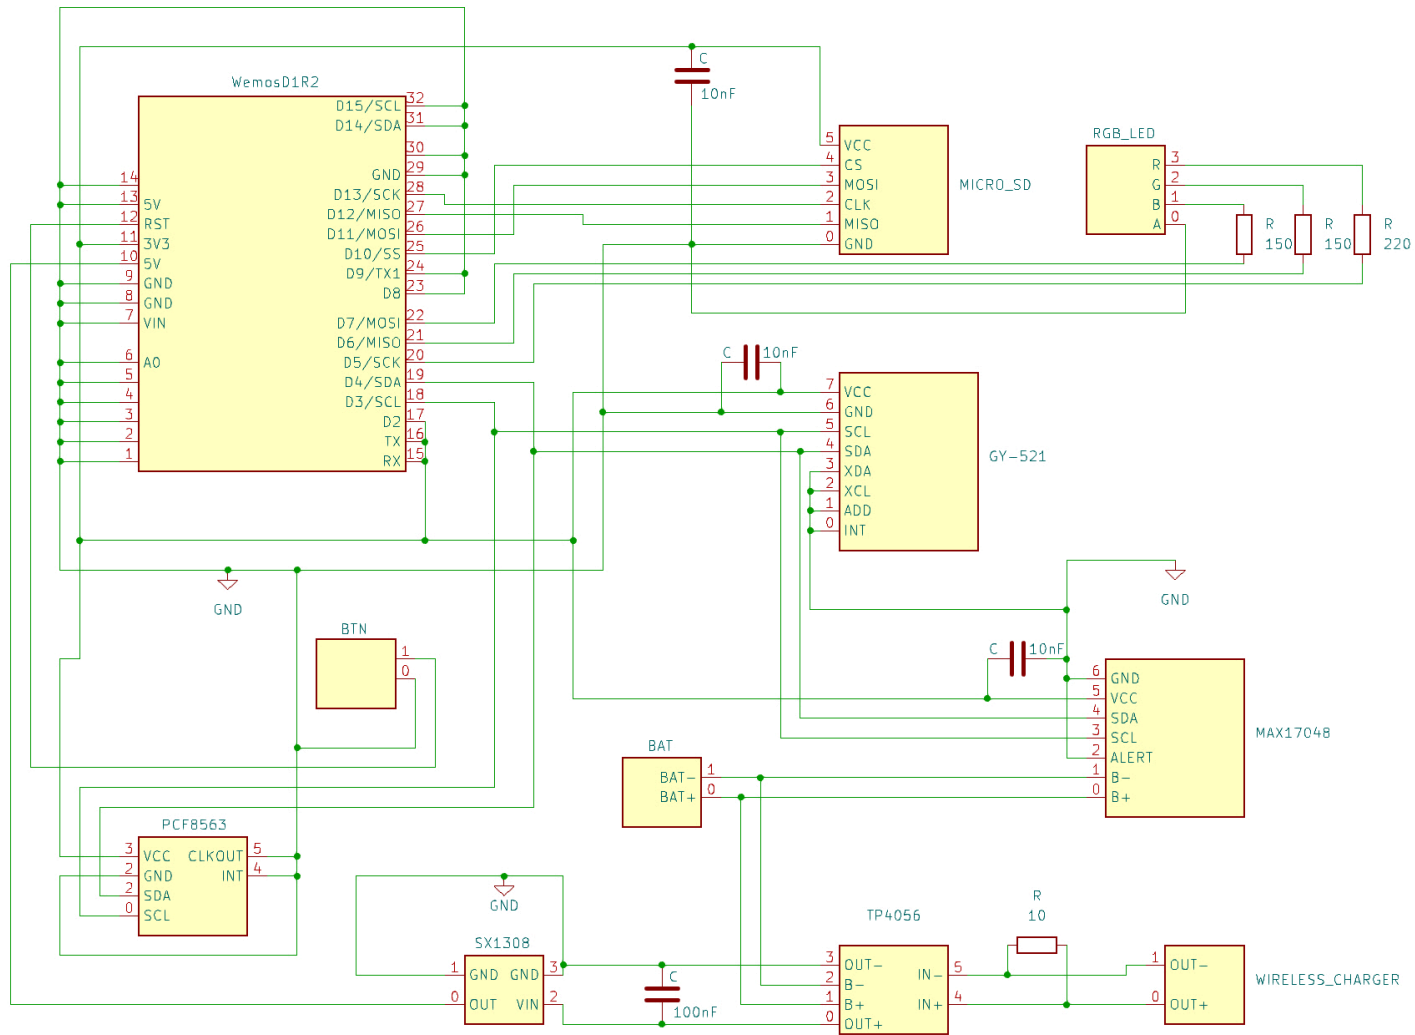 WemosD1R2
14
13 5V
12 RST
11 3V3
10 5V
9 GND
8 GND
7 VIN
6 A0
5
4
3
2
1
D15/SCL 32
D14/SDA 31
30
GND 29
D13/SCK 28
D12/MISO 27
D11/MOSI 26
D10/SS 25
D9/TX1 24
D8 23
D7/MOSI 22
D6/MISO 21
D5/SCK 20
D4/SDA 19
D3/SCL 18
D2 17
TX 16
RX 15
C
10nF
5 VCC
4 CS
3 MOSI
2 CLK
1 MISO
0 GND
MICRO_SD
RGB_LED
R 3
G 2
B 1
A 0
R
150
R
150
R
220
C 10nF
7 VCC
6 GND
5 SCL
4 SDA
3 XDA
2 XCL
1 ADD
0 INT
GY-521
GND
GND
BTN
1
0
C 10nF
6 GND
5 VCC
4 SDA
3 SCL
2 ALERT
1 B-
0 B+
MAX17048
BAT
BAT- 1
BAT+ 0
PCF8563
3 VCC CLKOUT 5
2 GND INT 4
2 SDA
0 SCL
GND
SX1308
1 GND GND 3
0 OUT VIN 2
C
100nF
TP4056
3 OUT-
2 B-
1 B+
0 OUT+
IN- 5
IN+ 4
R
10
1 OUT-
0 OUT+
WIRELESS_CHARGER